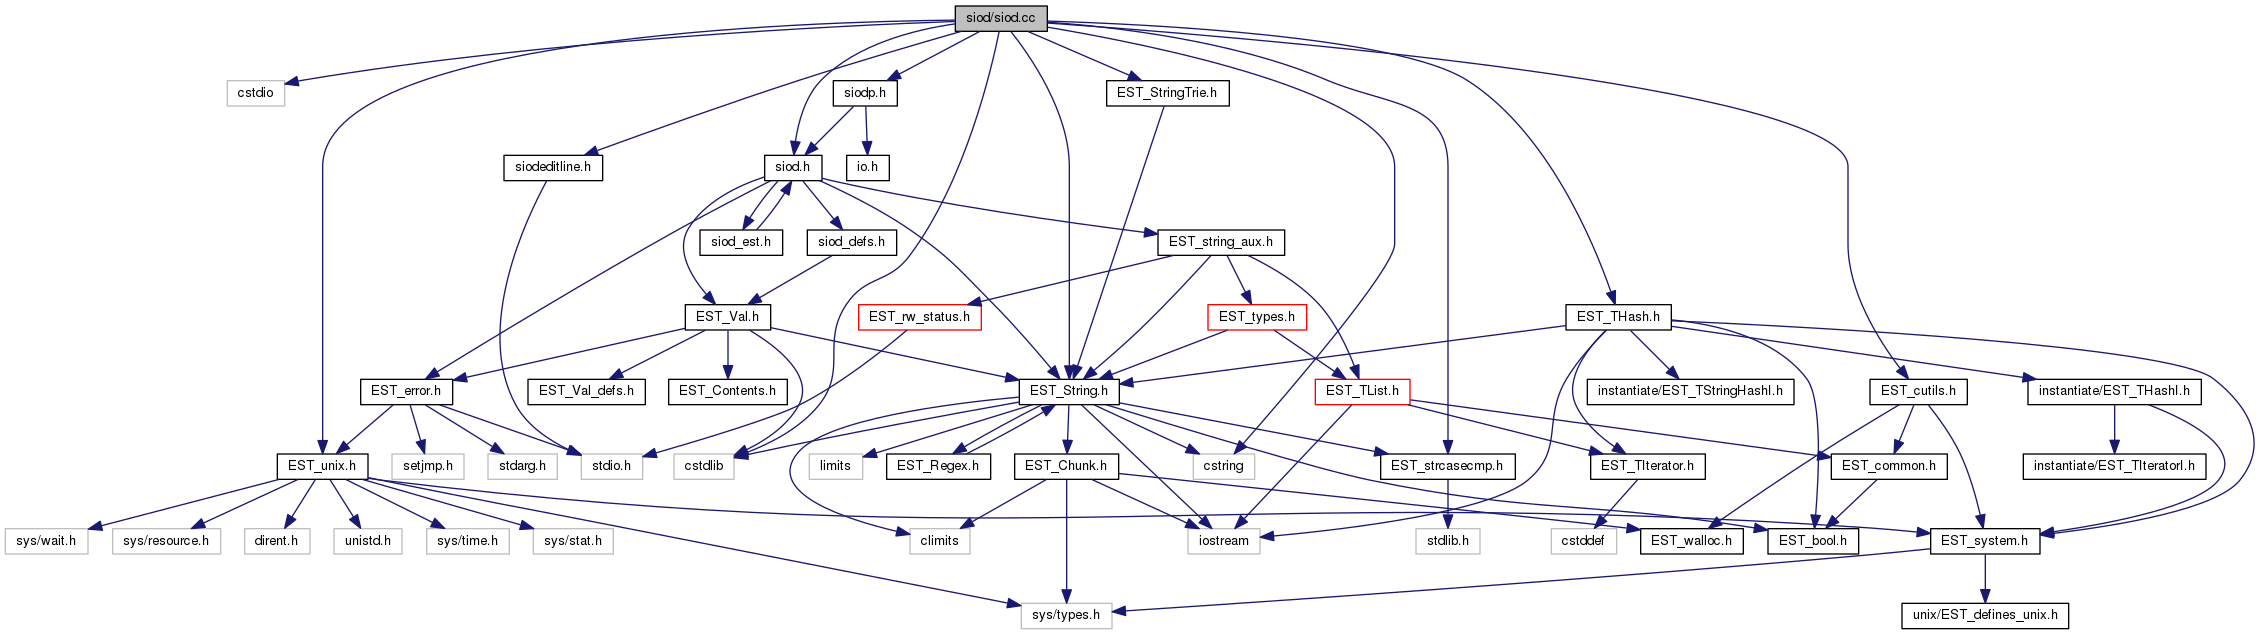 siod/siod.cc
cstdio
siodp.h
EST_StringTrie.h
siodeditline.h
siod.h
io.h
siod_est.h
siod_defs.h
EST_string_aux.h
EST_Val.h
EST_rw_status.h
EST_types.h
EST_THash.h
EST_error.h
EST_Val_defs.h
EST_Contents.h
EST_String.h
EST_TList.h
instantiate/EST_TStringHashI.h
EST_cutils.h
instantiate/EST_THashI.h
EST_unix.h
setjmp.h
stdarg.h
stdio.h
cstdlib
limits
EST_Regex.h
EST_Chunk.h
cstring
EST_strcasecmp.h
EST_TIterator.h
EST_common.h
instantiate/EST_TIteratorI.h
sys/wait.h
sys/resource.h
dirent.h
unistd.h
sys/time.h
sys/stat.h
climits
iostream
stdlib.h
cstddef
EST_walloc.h
EST_bool.h
EST_system.h
sys/types.h
unix/EST_defines_unix.h